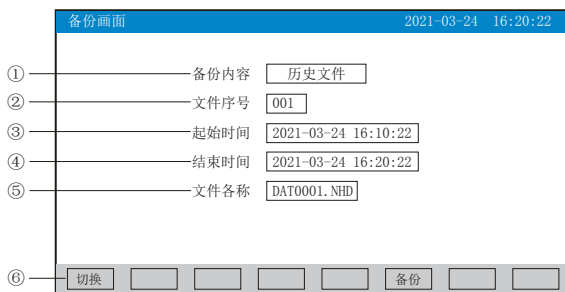 备份画面 2021-03-24 16:20:22
① 备份内容 历史文件
② 文件序号 001
③ 起始时间 2021-03-24 16:10:22
④ 结束时间 2021-03-24 16:20:22
⑤ 文件各称 DAT0001.NHD
⑥ 切换 备份